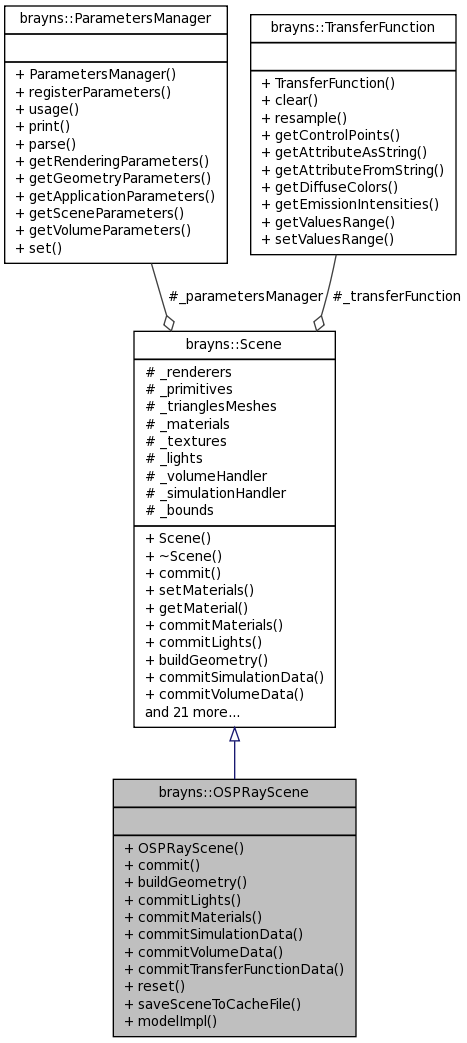 brayns::ParametersManager
+ ParametersManager()
+ registerParameters()
+ usage()
+ print()
+ parse()
+ getRenderingParameters()
+ getGeometryParameters()
+ getApplicationParameters()
+ getSceneParameters()
+ getVolumeParameters()
+ set()
brayns::TransferFunction
+ TransferFunction()
+ clear()
+ resample()
+ getControlPoints()
+ getAttributeAsString()
+ getAttributeFromString()
+ getDiffuseColors()
+ getEmissionIntensities()
+ getValuesRange()
+ setValuesRange()
#_parametersManager
#_transferFunction
brayns::Scene
# _renderers
# _primitives
# _trianglesMeshes
# _materials
# _textures
# _lights
# _volumeHandler
# _simulationHandler
# _bounds
+ Scene()
+ ~Scene()
+ commit()
+ setMaterials()
+ getMaterial()
+ commitMaterials()
+ commitLights()
+ buildGeometry()
+ commitSimulationData()
+ commitVolumeData()
and 21 more...
brayns::OSPRayScene
+ OSPRayScene()
+ commit()
+ buildGeometry()
+ commitLights()
+ commitMaterials()
+ commitSimulationData()
+ commitVolumeData()
+ commitTransferFunctionData()
+ reset()
+ saveSceneToCacheFile()
+ modelImpl()